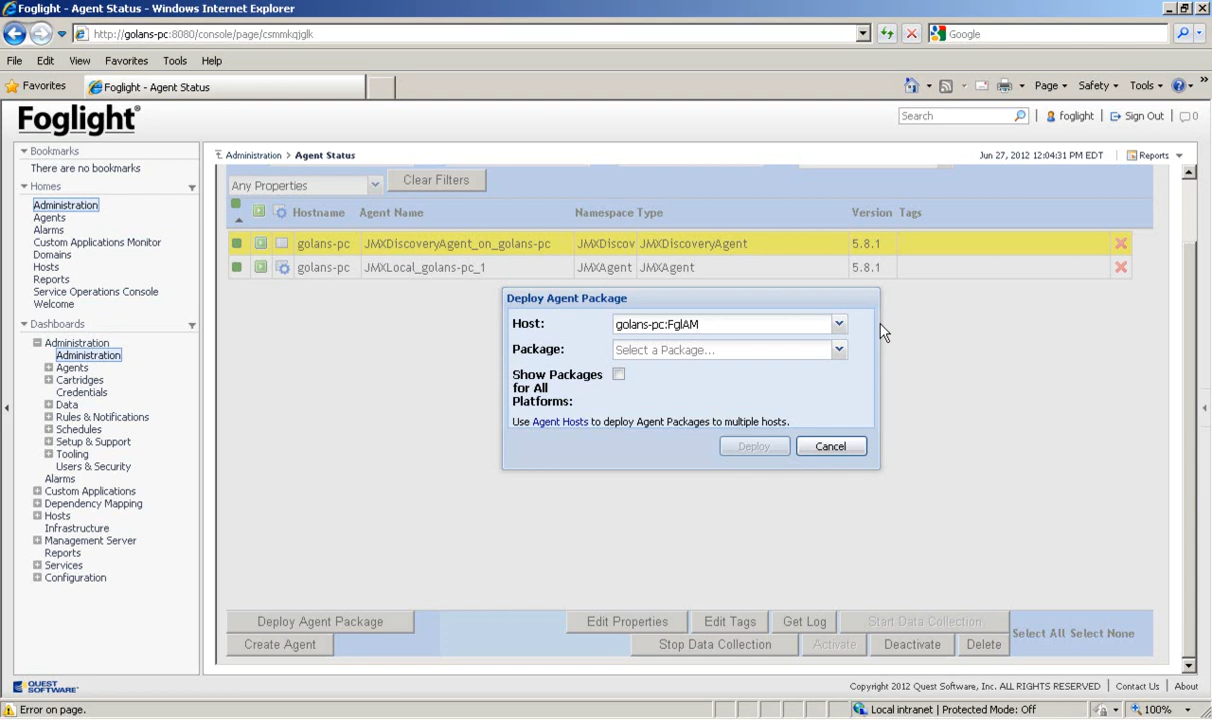 Foglight - Agent Status - Windows Internet Explorer
http://golans-pc:8080/console/page/csmmkqjglk
Google
File Edit View Favorites Tools Help
Favorites Foglight - Agent Status Page Safety Tools
Foglight® Search foglight Sign Out 0
Bookmarks Administration > Agent Status Jun 27, 2012 12:04:31 PM EDT Reports
There are no bookmarks
Homes
Administration
Agents
Alarms
Custom Applications Monitor
Domains
Hosts
Reports
Service Operations Console
Welcome
Dashboards
Administration
Administration
Agents
Cartridges
Credentials
Data
Rules & Notifications
Schedules
Setup & Support
Tooling
Users & Security
Alarms
Custom Applications
Dependency Mapping
Hosts
Infrastructure
Management Server
Reports
Services
Configuration
Any Properties Clear Filters
Hostname Agent Name Namespace Type Version Tags
golans-pc JMXDiscoveryAgent_on_golans-pc JMXDiscov JMXDiscoveryAgent 5.8.1
golans-pc JMXLocal_golans-pc_1 JMXAgent JMXAgent 5.8.1
Deploy Agent Package
Host: golans-pc:FglAM
Package: Select a Package...
Show Packages
for All
Platforms:
Use Agent Hosts to deploy Agent Packages to multiple hosts.
Deploy Cancel
Deploy Agent Package Edit Properties Edit Tags Get Log Start Data Collection
Select All Select None
Create Agent Stop Data Collection Activate Deactivate Delete
QUEST SOFTWARE™ Copyright 2012 Quest Software, Inc. ALL RIGHTS RESERVED Contact Us About
Error on page. Local intranet | Protected Mode: Off 100%